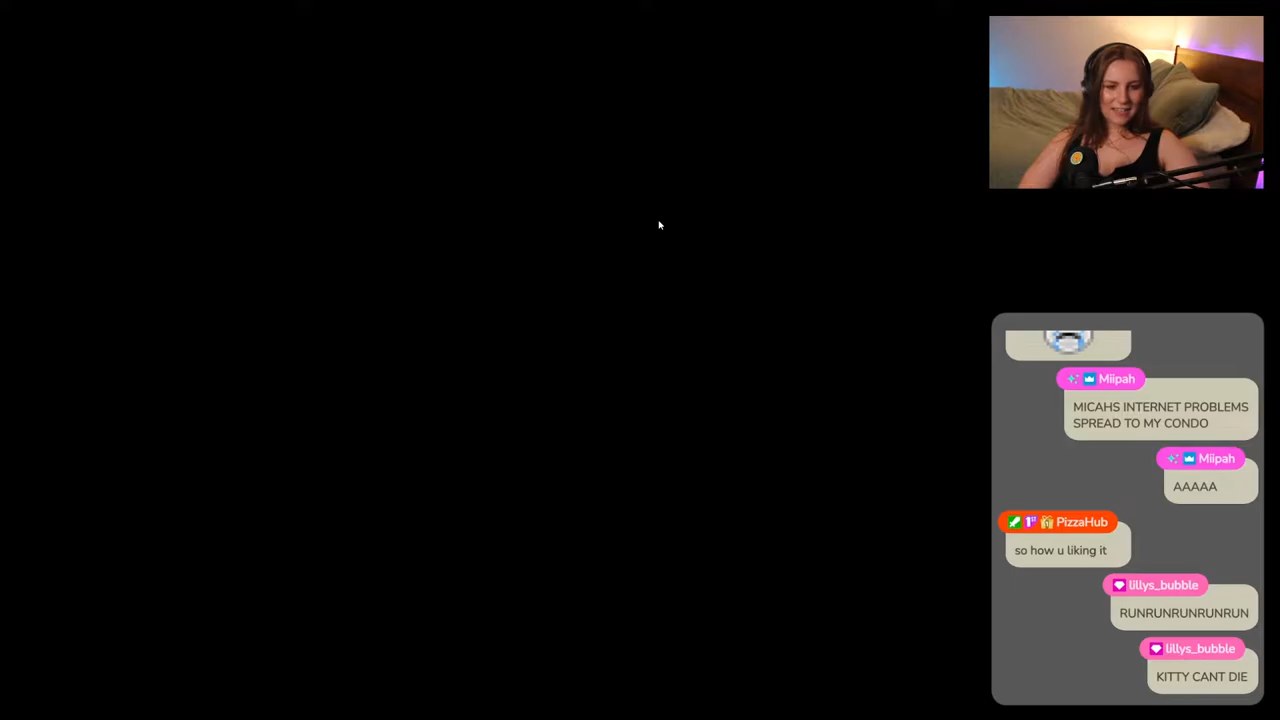 Miipah
MICAHS INTERNET PROBLEMS
SPREAD TO MY CONDO
Miipah
AAAAA
1st PizzaHub
so how u liking it
lillys_bubble
RUNRUNRUNRUNRUN
lillys_bubble
KITTY CANT DIE